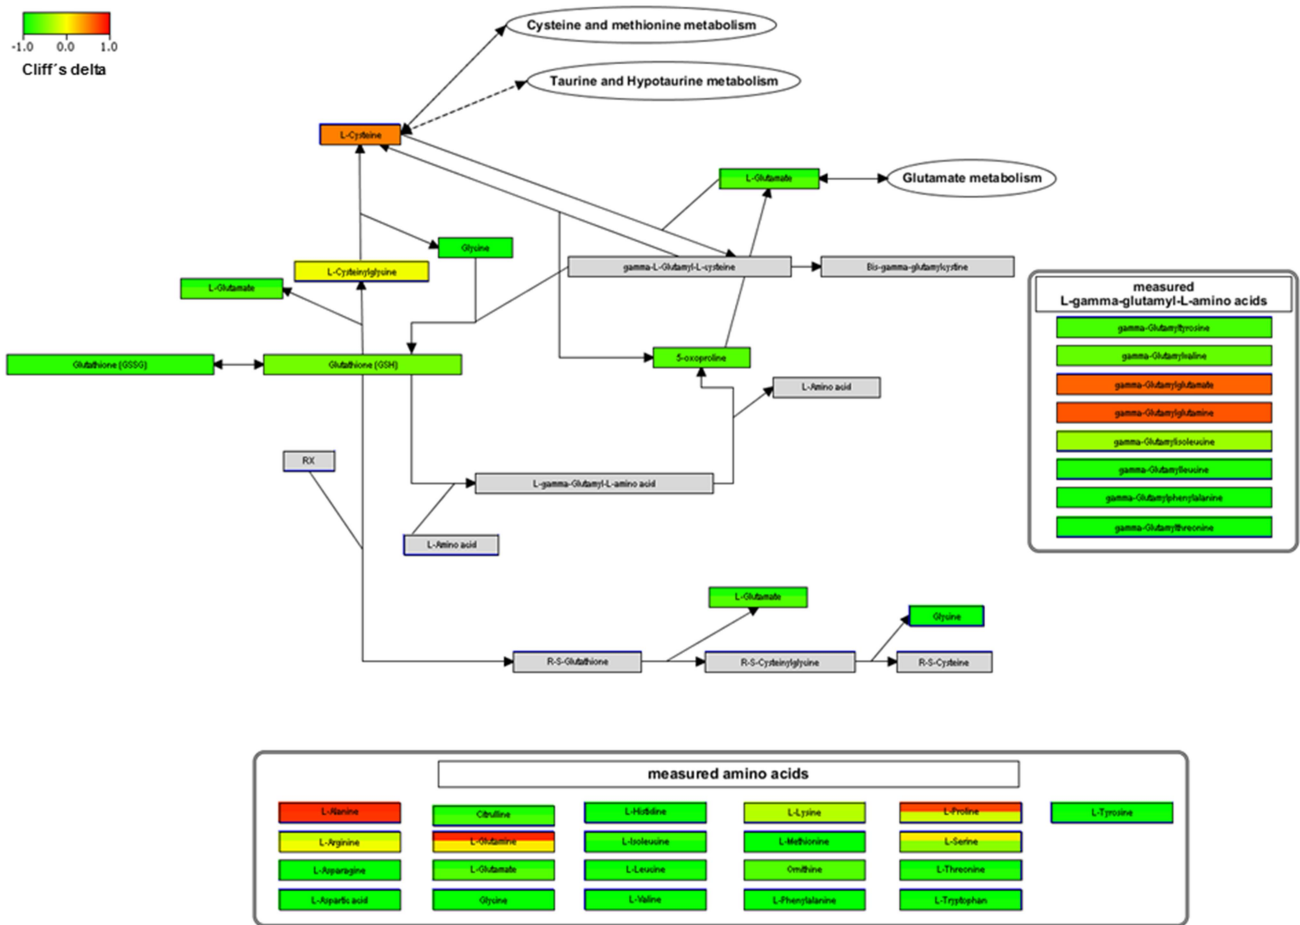 Cysteine and methionine metabolism
-1.0 0.0 1.0
Cliff´s delta
Taurine and Hypotaurine metabolism
L-Cysteine
L-Glutamate
Glutamate metabolism
Glycine
L-Cysteinylglycine
gamma-L-Glutamyl-L-cysteine
Bis-gamma-glutamylcystine
L-Glutamate
measured
L-gamma-glutamyl-L-amino acids
gamma-Glutamyltyrosine
gamma-Glutamylvaline
gamma-Glutamylglutamate
gamma-Glutamylglutamine
gamma-Glutamylisoleucine
gamma-Glutamylleucine
gamma-Glutamylphenylalanine
gamma-Glutamylthreonine
Glutathione (GSSG)
Glutathione (GSH)
5-oxoproline
L-Amino acid
RX
L-gamma-Glutamyl-L-amino acid
L-Amino acid
L-Glutamate
Glycine
R-S-Glutathione
R-S-Cysteinylglycine
R-S-Cysteine
measured amino acids
L-Alanine Citrulline L-Histidine L-Lysine L-Proline L-Tyrosine
L-Arginine L-Glutamine L-Isoleucine L-Methionine L-Serine
L-Asparagine L-Glutamate L-Leucine Ornithine L-Threonine
L-Aspartic acid Glycine L-Valine L-Phenylalanine L-Tryptophan